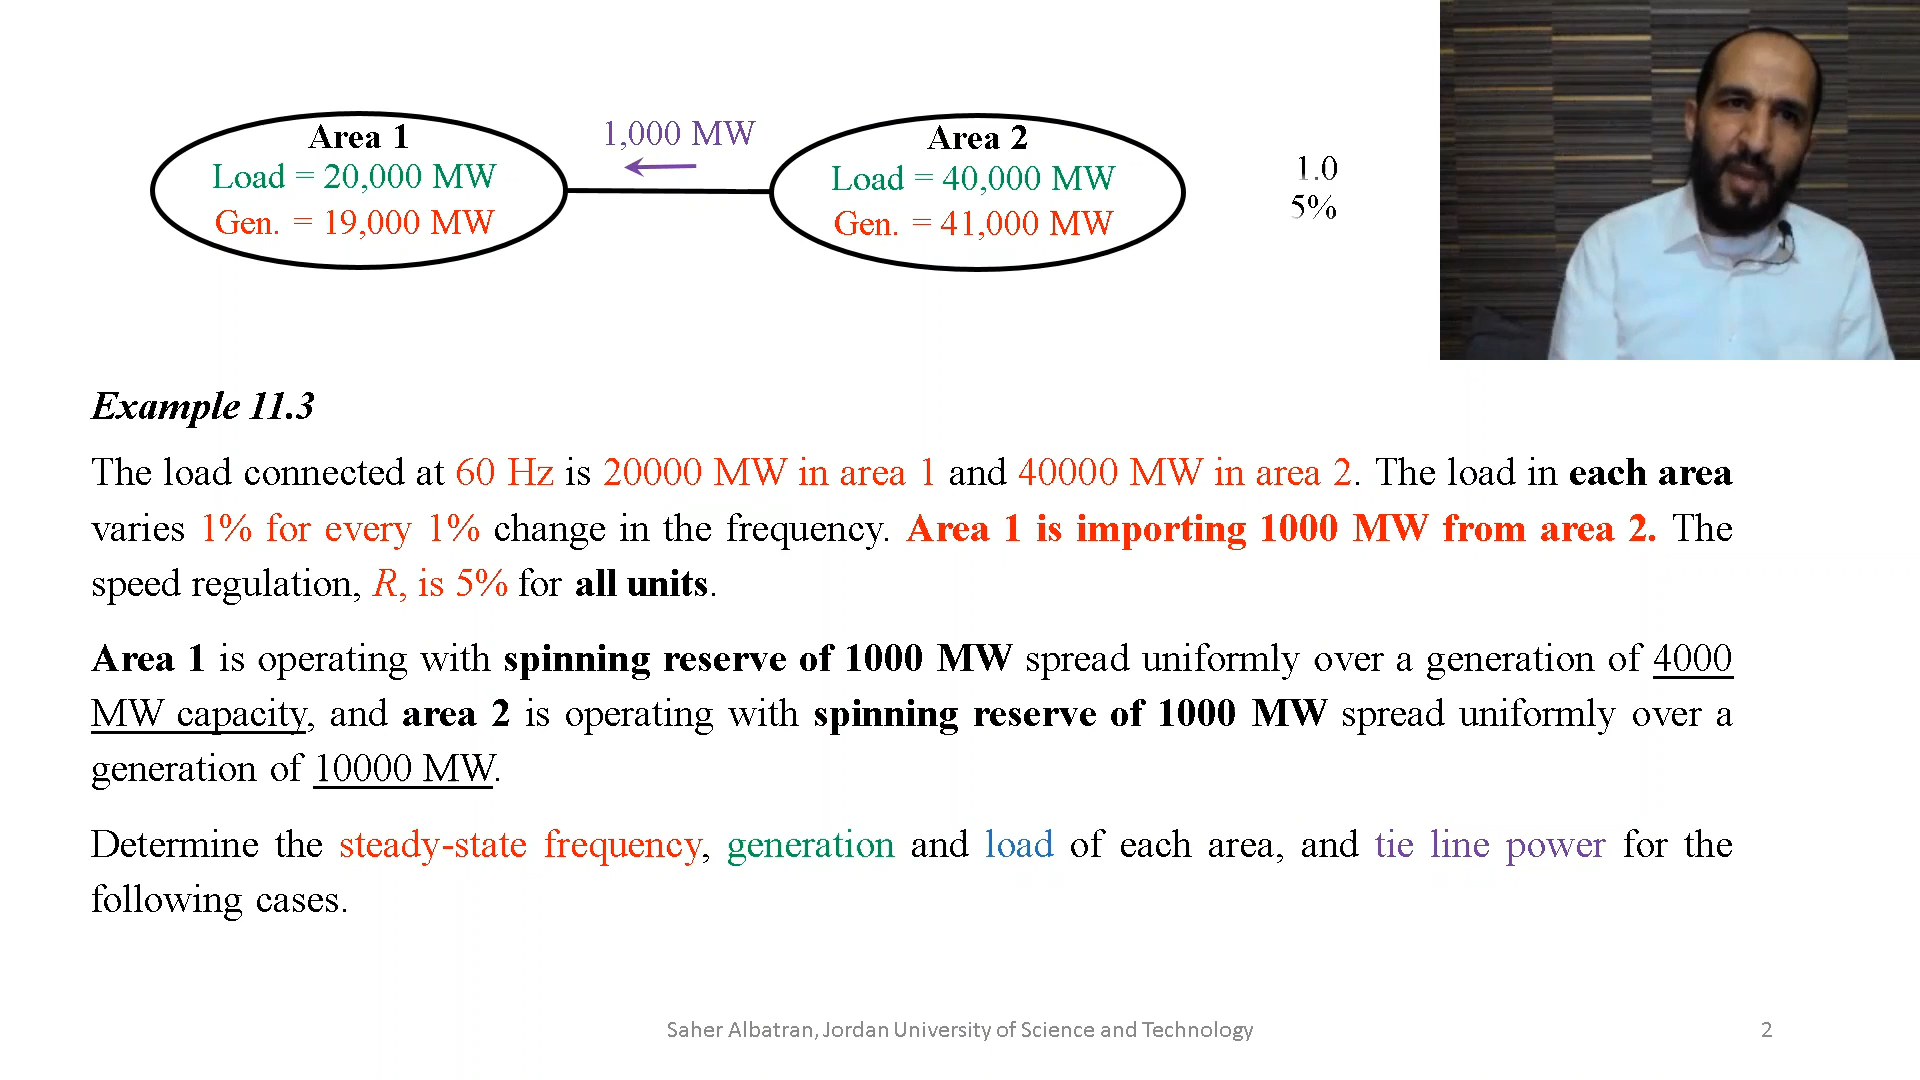 Area 1
Load = 20,000 MW
Gen. = 19,000 MW
1,000 MW
Area 2
Load = 40,000 MW
Gen. = 41,000 MW
1.0
5%
Example 11.3
The load connected at 60 Hz is 20000 MW in area 1 and 40000 MW in area 2. The load in each area
varies 1% for every 1% change in the frequency. Area 1 is importing 1000 MW from area 2. The
speed regulation, R, is 5% for all units.
Area 1 is operating with spinning reserve of 1000 MW spread uniformly over a generation of 4000
MW capacity, and area 2 is operating with spinning reserve of 1000 MW spread uniformly over a
generation of 10000 MW.
Determine the steady-state frequency, generation and load of each area, and tie line power for the
following cases.
Saher Albatran, Jordan University of Science and Technology
2